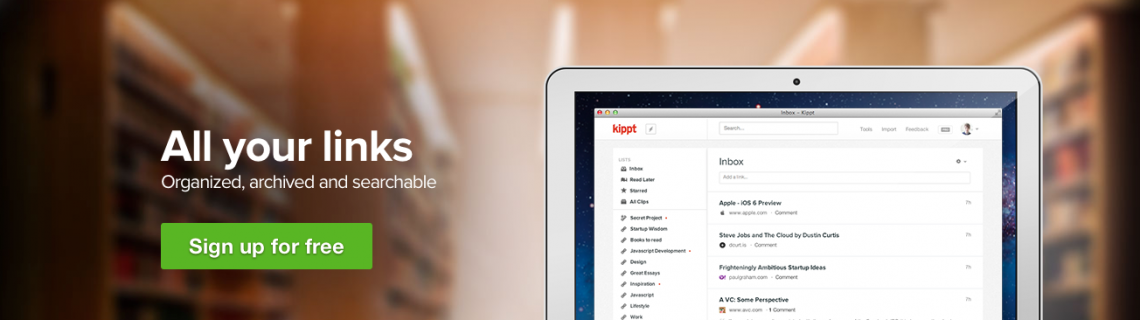 All your links
Organized, archived and searchable
Sign up for free
Inbox – Kippt
kippt
Search...
Tools Import Feedback
LISTS
Inbox
Read Later
Starred
All Clips
Secret Project
Startup Wisdom
Books to read
Javascript Development
Design
Great Essays
Inspiration
Javascript
Lifestyle
Work
Inbox
Add a link...
Apple - iOS 6 Preview
www.apple.com · Comment
Steve Jobs and The Cloud by Dustin Curtis
dcurt.is · Comment
Frighteningly Ambitious Startup Ideas
paulgraham.com · Comment
A VC: Some Perspective
www.avc.com · 1 Comment